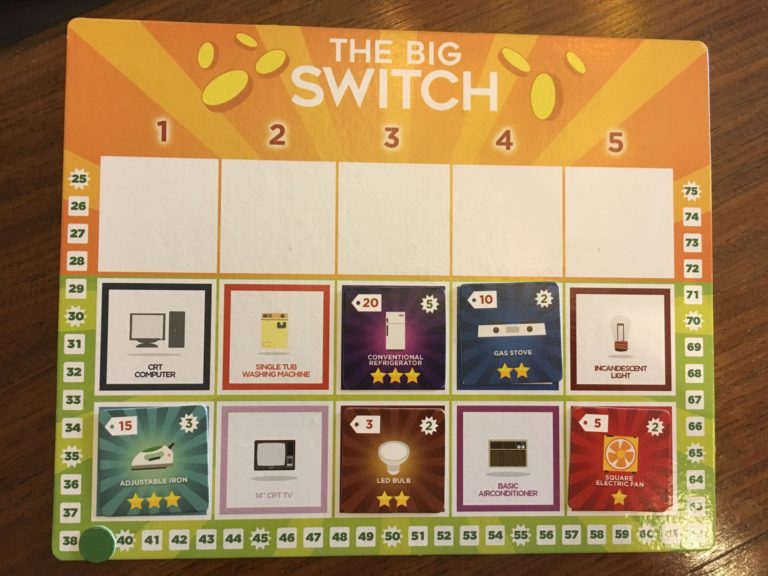 THE BIG
SWITCH
1 2 3 4 5
25 75
26 74
27 73
28 72
29 71
20 5 10 2
30 70
31 69
CONVENTIONAL
REFRIGERATOR
GAS STOVE
CRT
COMPUTER
SINGLE TUB
WASHING MACHINE
INCANDESCENT
LIGHT
32 68
33 67
15 3 3 2 5 2
34 66
35 65
36 64
ADJUSTABLE IRON
14" CRT TV
LED BULB
BASIC
AIRCONDITIONER
SQUARE
ELECTRIC FAN
37
38 40 41 42 43 44 45 46 47 48 49 50 51 52 53 54 55 56 57 58 59 60